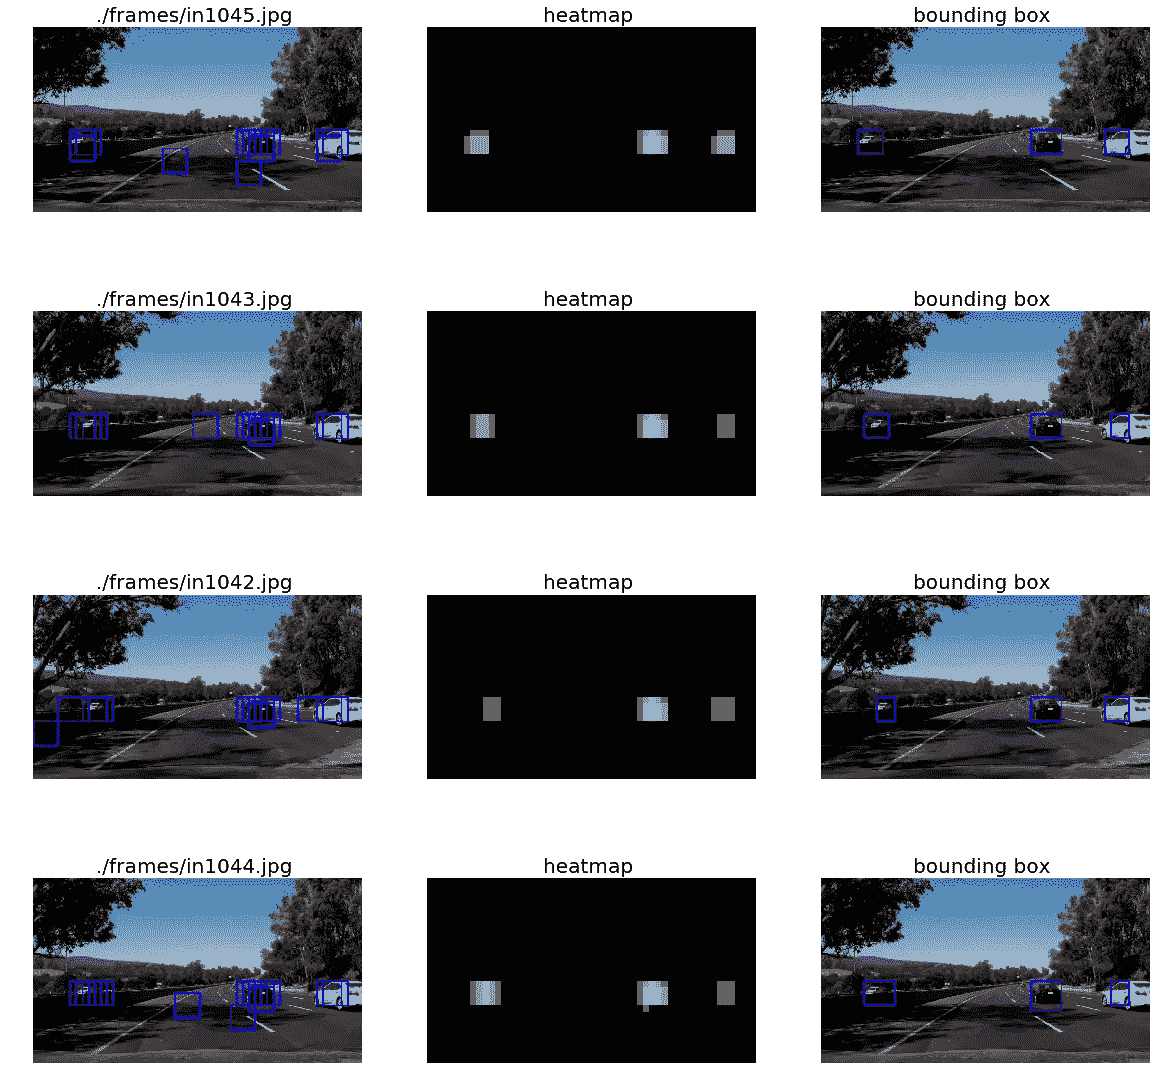 ./frames/in1045.jpg heatmap bounding box
./frames/in1043.jpg heatmap bounding box
./frames/in1042.jpg heatmap bounding box
./frames/in1044.jpg heatmap bounding box